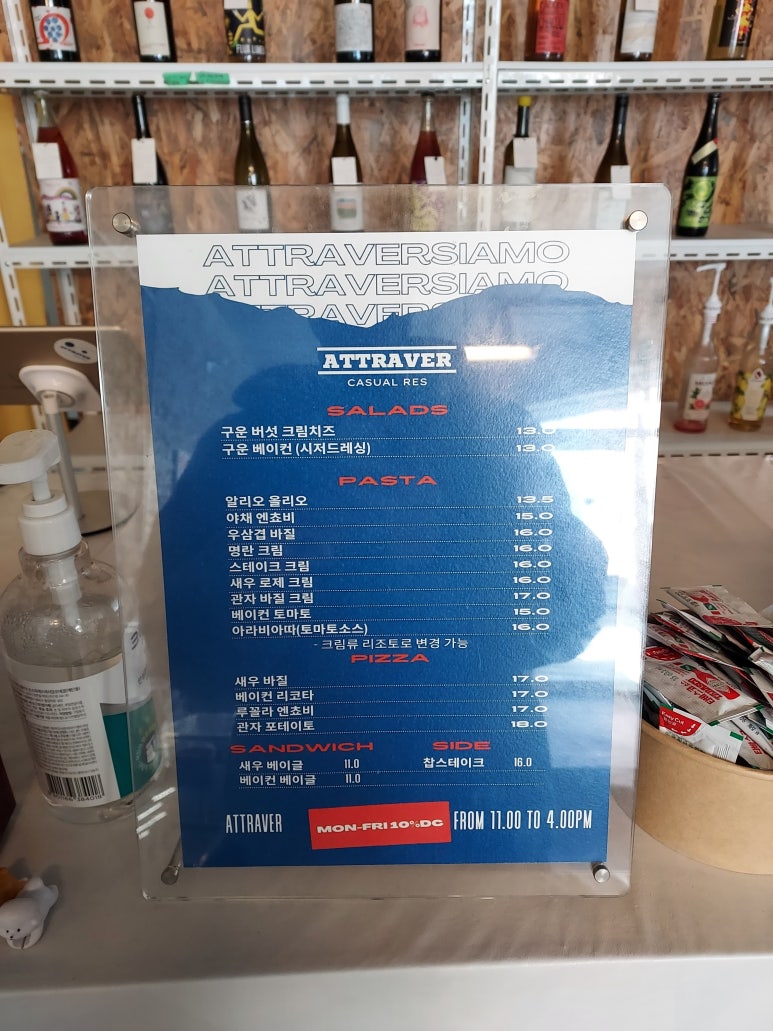 ATTRAVERSIAMO
ATTRAVERSIAMO
ATTRAVER
CASUAL RES
SALADS
구운 버섯 크림치즈 13.0
구운 베이컨 (시저드레싱) 13.0
PASTA
알리오 올리오 13.5
야채 엔쵸비 15.0
우삼겹 바질 16.0
명란 크림 16.0
스테이크 크림 16.0
새우 로제 크림 16.0
관자 바질 크림 17.0
베이컨 토마토 15.0
아라비아따(토마토소스) 16.0
- 크림류 리조토로 변경 가능
PIZZA
새우 바질 17.0
베이컨 리코타 17.0
루꼴라 엔쵸비 17.0
관자 포테이토 18.0
SANDWICH SIDE
새우 베이글 11.0 찹스테이크 16.0
베이컨 베이글 11.0
ATTRAVER MON-FRI 10%DC FROM 11.00 TO 4.00PM